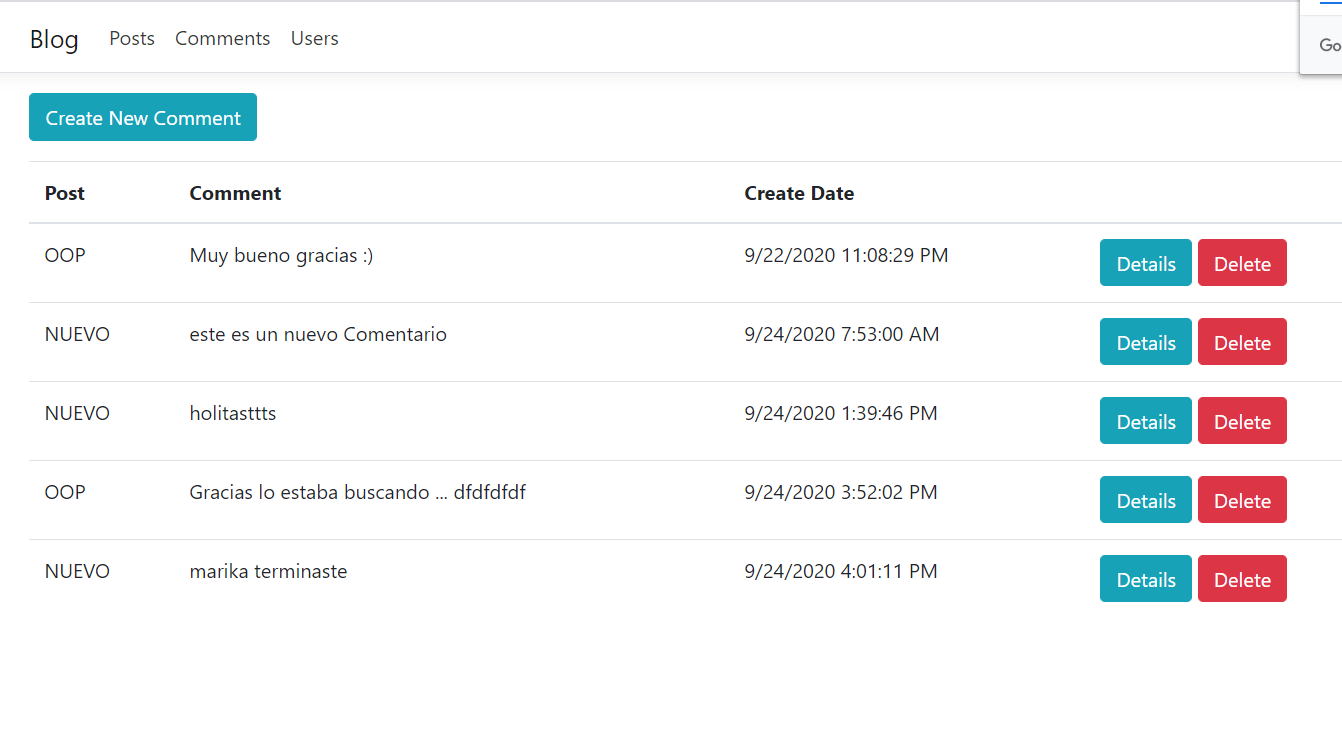 Blog Posts Comments Users
Go
Create New Comment
Post Comment Create Date
OOP Muy bueno gracias :) 9/22/2020 11:08:29 PM Details Delete
NUEVO este es un nuevo Comentario 9/24/2020 7:53:00 AM Details Delete
NUEVO holitasttts 9/24/2020 1:39:46 PM Details Delete
OOP Gracias lo estaba buscando ... dfdfdfdf 9/24/2020 3:52:02 PM Details Delete
NUEVO marika terminaste 9/24/2020 4:01:11 PM Details Delete